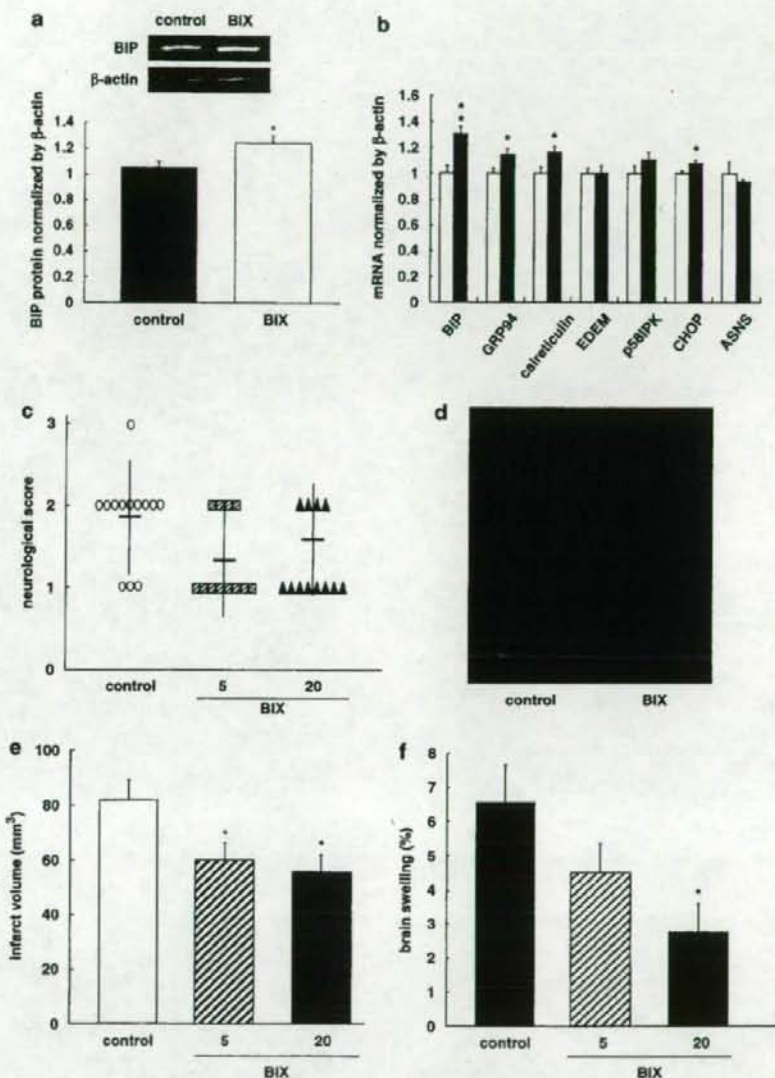 a
control BIX
BIP
β-actin
BIP protein normalized by β-actin
1.4
1.2
1
0.8
0.6
0.4
0.2
0
control BIX
b
mRNA normalized by β-actin
1.6
1.4
1.2
1
0.8
0.6
0.4
0.2
0
BIP GRP94 calreticulin EDEM p58IPK CHOP ASNS
c
neurological score
3
2
1
0
control 5 20
BIX
d
control BIX
e
Infarct volume (mm³)
100
80
60
40
20
0
control 5 20
BIX
f
brain swelling (%)
8
7
6
5
4
3
2
1
0
control 5 20
BIX